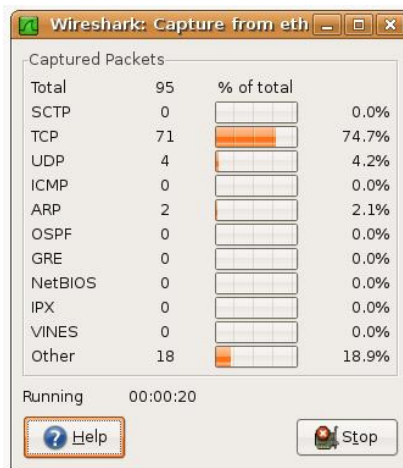 Wireshark: Capture from eth
Captured Packets
Total 95 % of total
SCTP 0 0.0%
TCP 71 74.7%
UDP 4 4.2%
ICMP 0 0.0%
ARP 2 2.1%
OSPF 0 0.0%
GRE 0 0.0%
NetBIOS 0 0.0%
IPX 0 0.0%
VINES 0 0.0%
Other 18 18.9%
Running 00:00:20
Help Stop